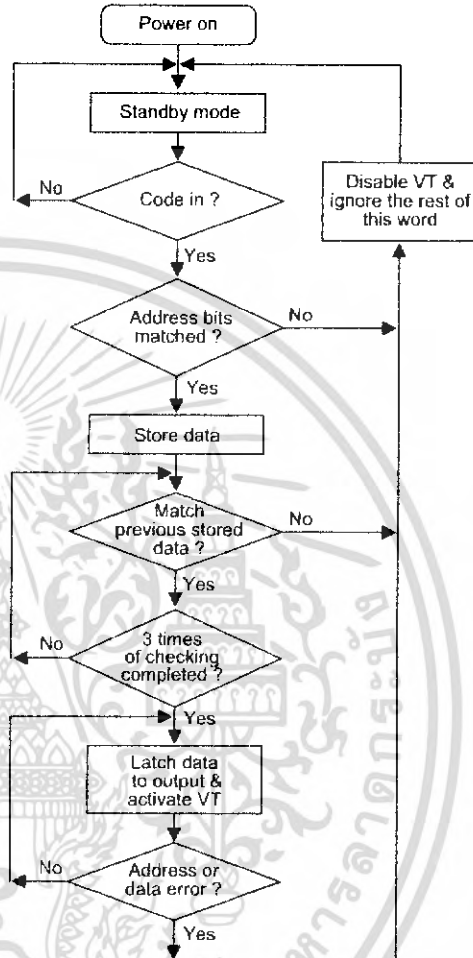 Power on
Standby mode
No
Code in ?
Disable VT &
ignore the rest of
this word
Yes
Address bits
matched ?
No
Yes
Store data
Match
previous stored
data ?
No
Yes
No
3 times
of checking
completed ?
Yes
Latch data
to output &
activate VT
No
Address or
data error ?
Yes